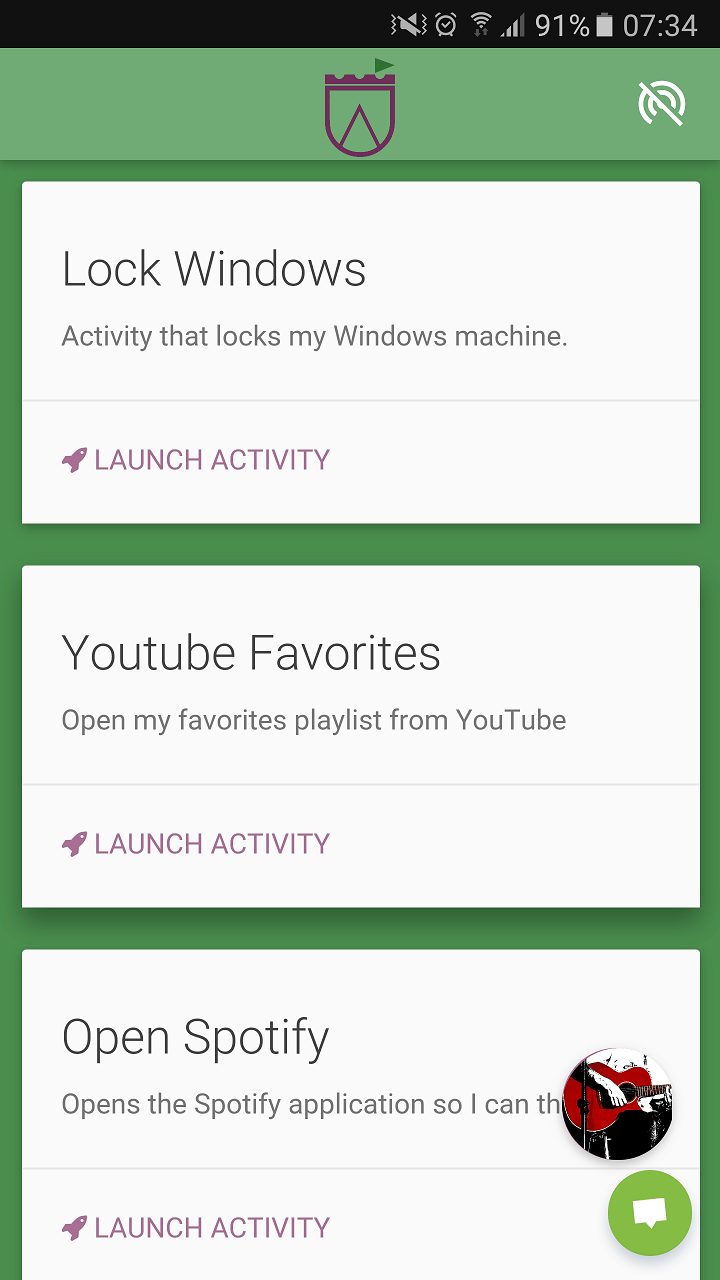 91% 07:34
Lock Windows
Activity that locks my Windows machine.
LAUNCH ACTIVITY
Youtube Favorites
Open my favorites playlist from YouTube
LAUNCH ACTIVITY
Open Spotify
Opens the Spotify application so I can th
LAUNCH ACTIVITY